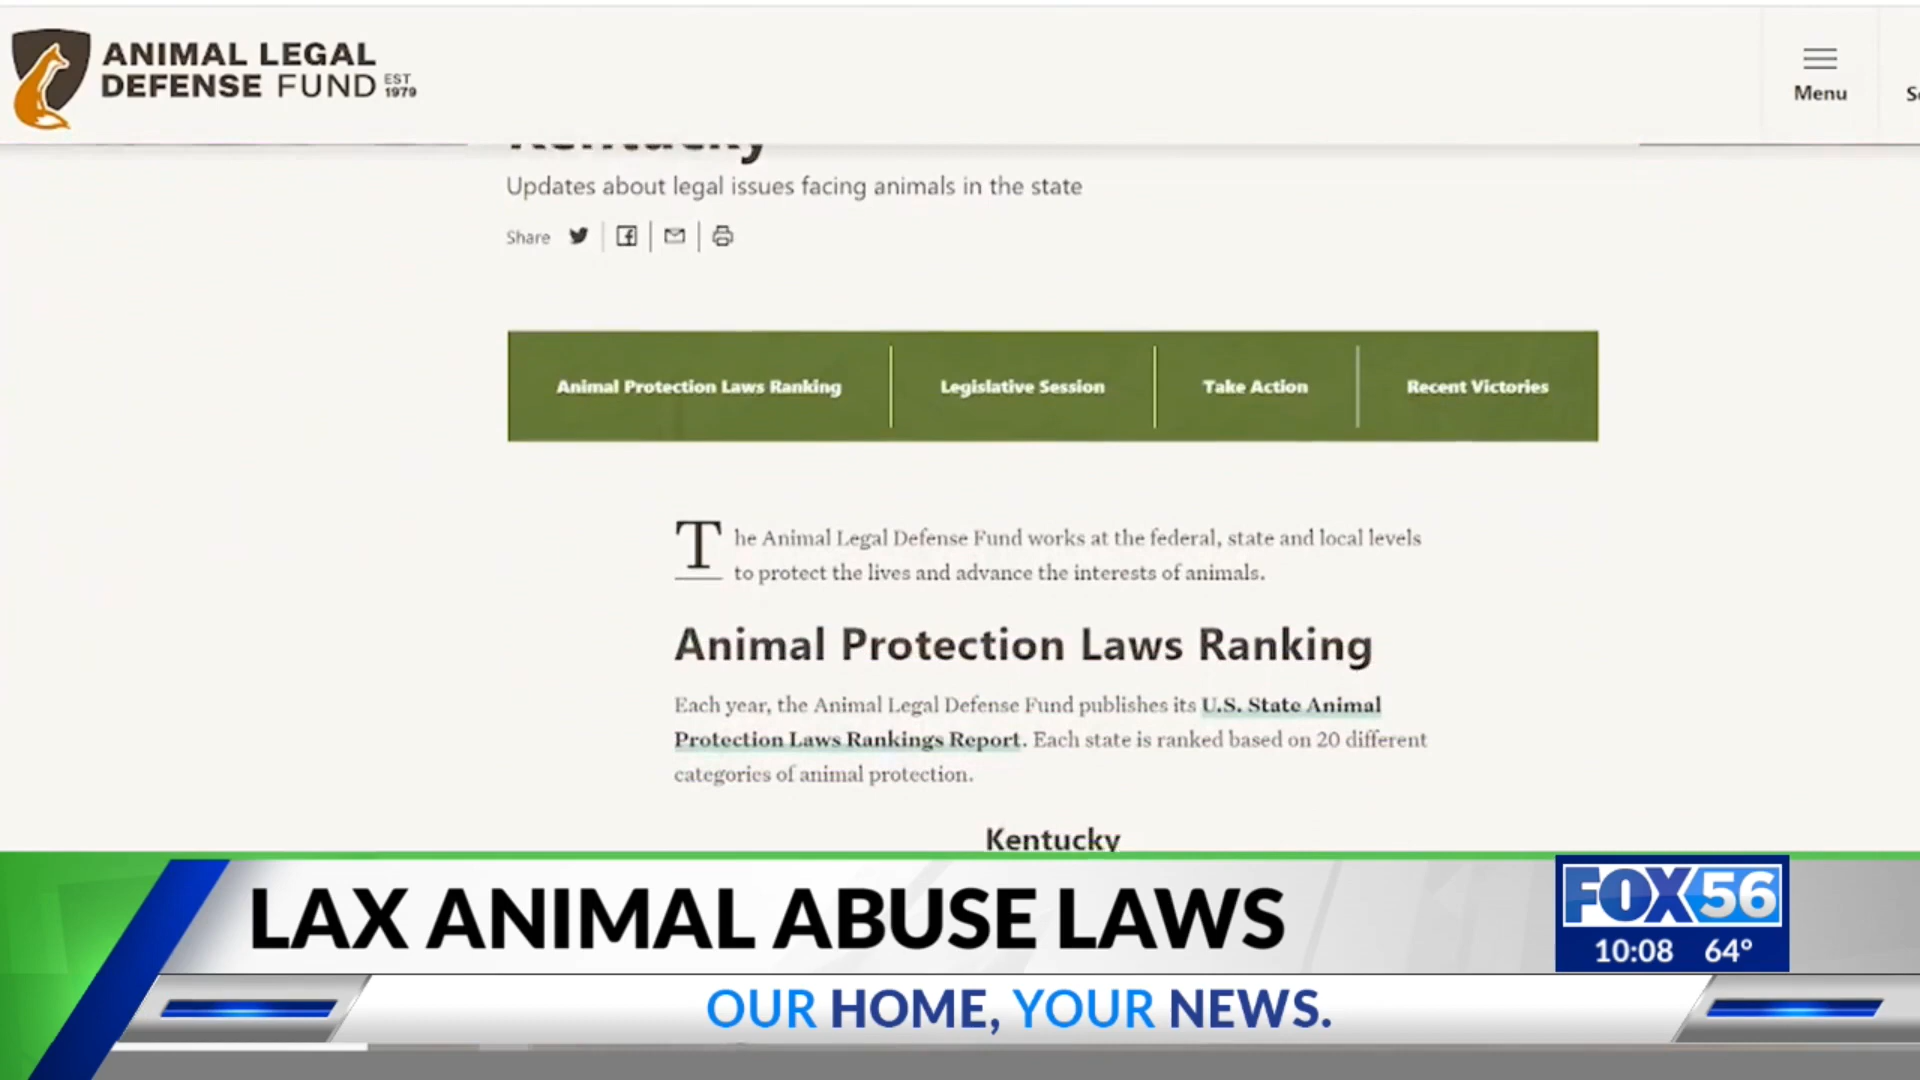 ANIMAL LEGAL
DEFENSE FUND EST 1979
Menu
Kentucky
Updates about legal issues facing animals in the state
Share
Animal Protection Laws Ranking
Legislative Session
Take Action
Recent Victories
The Animal Legal Defense Fund works at the federal, state and local levels
to protect the lives and advance the interests of animals.
Animal Protection Laws Ranking
Each year, the Animal Legal Defense Fund publishes its U.S. State Animal
Protection Laws Rankings Report. Each state is ranked based on 20 different
categories of animal protection.
Kentucky
LAX ANIMAL ABUSE LAWS
FOX 56
10:08 64°
OUR HOME, YOUR NEWS.